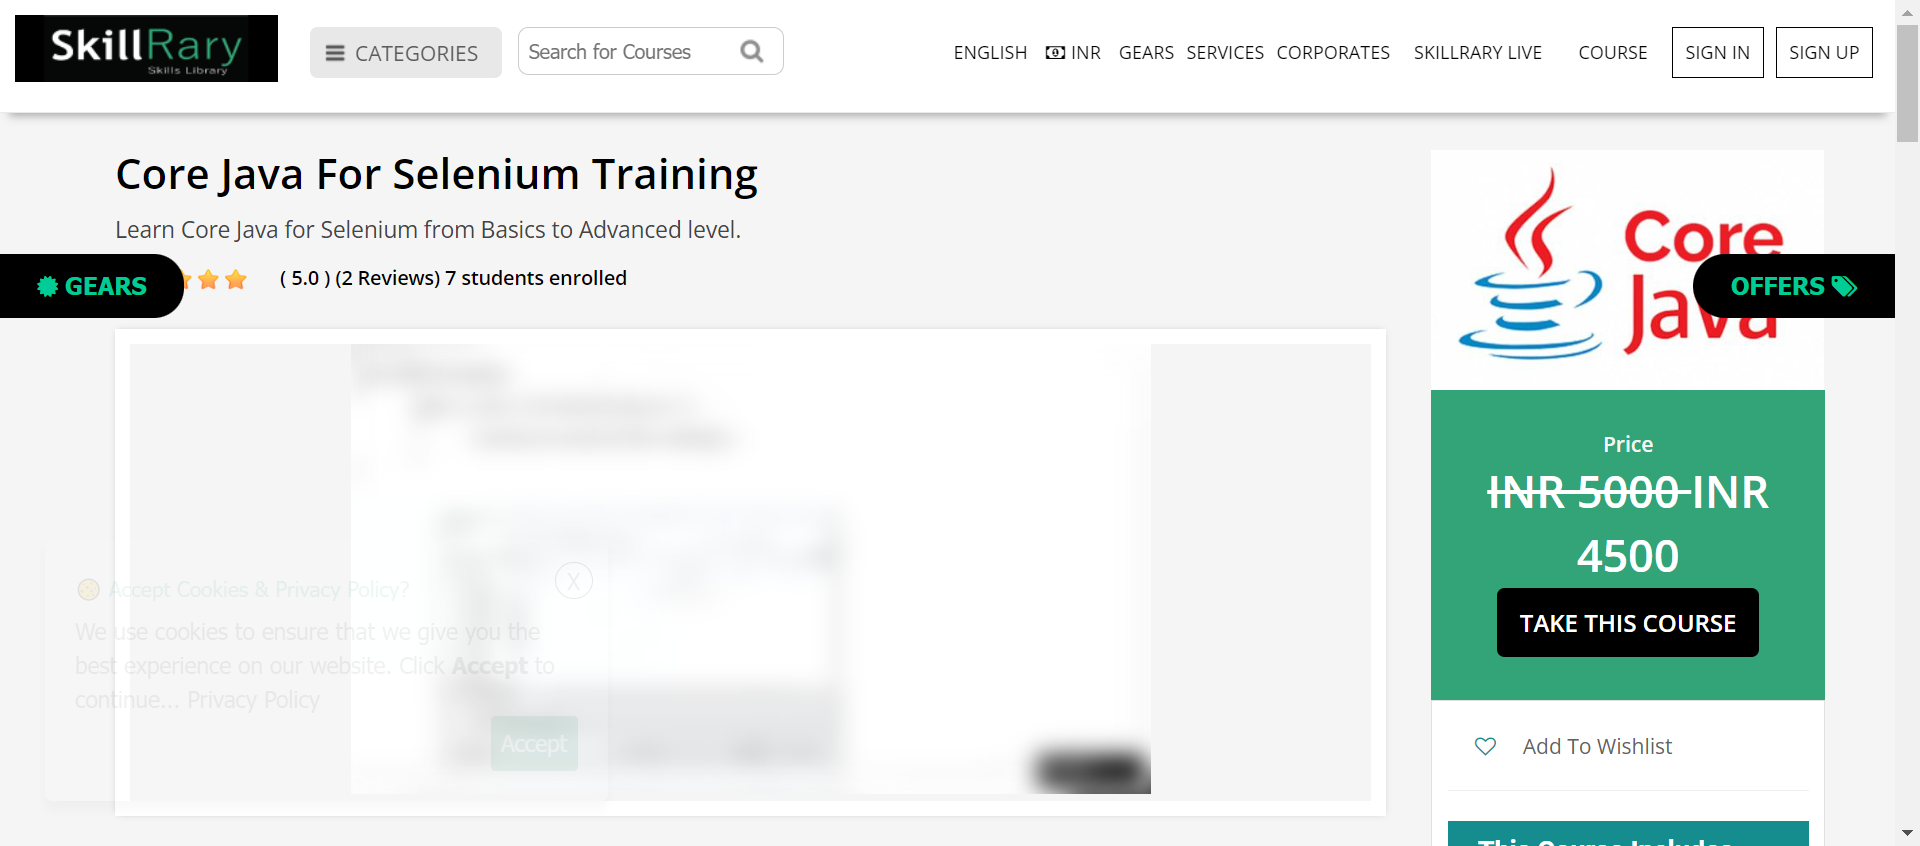 SkillRary
Skills Library
CATEGORIES
Search for Courses
ENGLISH
INR
GEARS
SERVICES
CORPORATES
SKILLRARY LIVE
COURSE
SIGN IN
SIGN UP
Core Java For Selenium Training
Learn Core Java for Selenium from Basics to Advanced level.
GEARS
( 5.0 ) (2 Reviews) 7 students enrolled
Core
Java
OFFERS
Price
INR 5000 INR
4500
TAKE THIS COURSE
Accept Cookies & Privacy Policy?
X
We use cookies to ensure that we give you the
best experience on our website. Click Accept to
continue... Privacy Policy
Accept
Add To Wishlist
This Course Includes